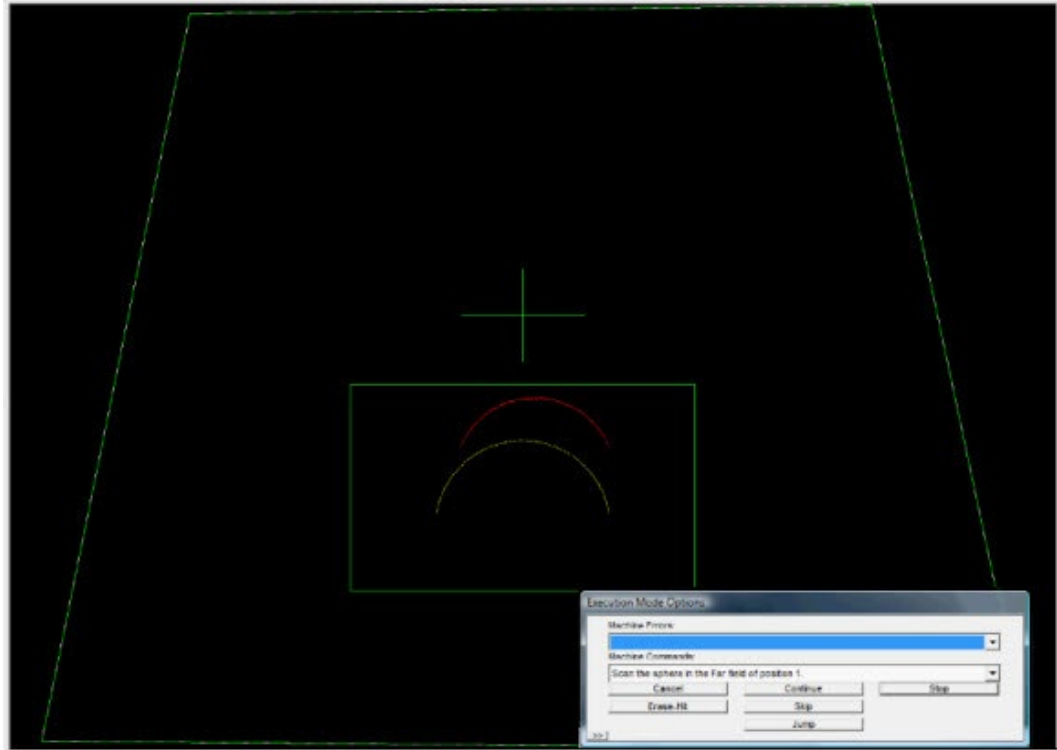 Execution Mode Options
Machine Errors:
Machine Commands:
Scan the sphere in the Far field of position 1.
Cancel Continue Stop
Erase-Hit Skip
Jump
>>